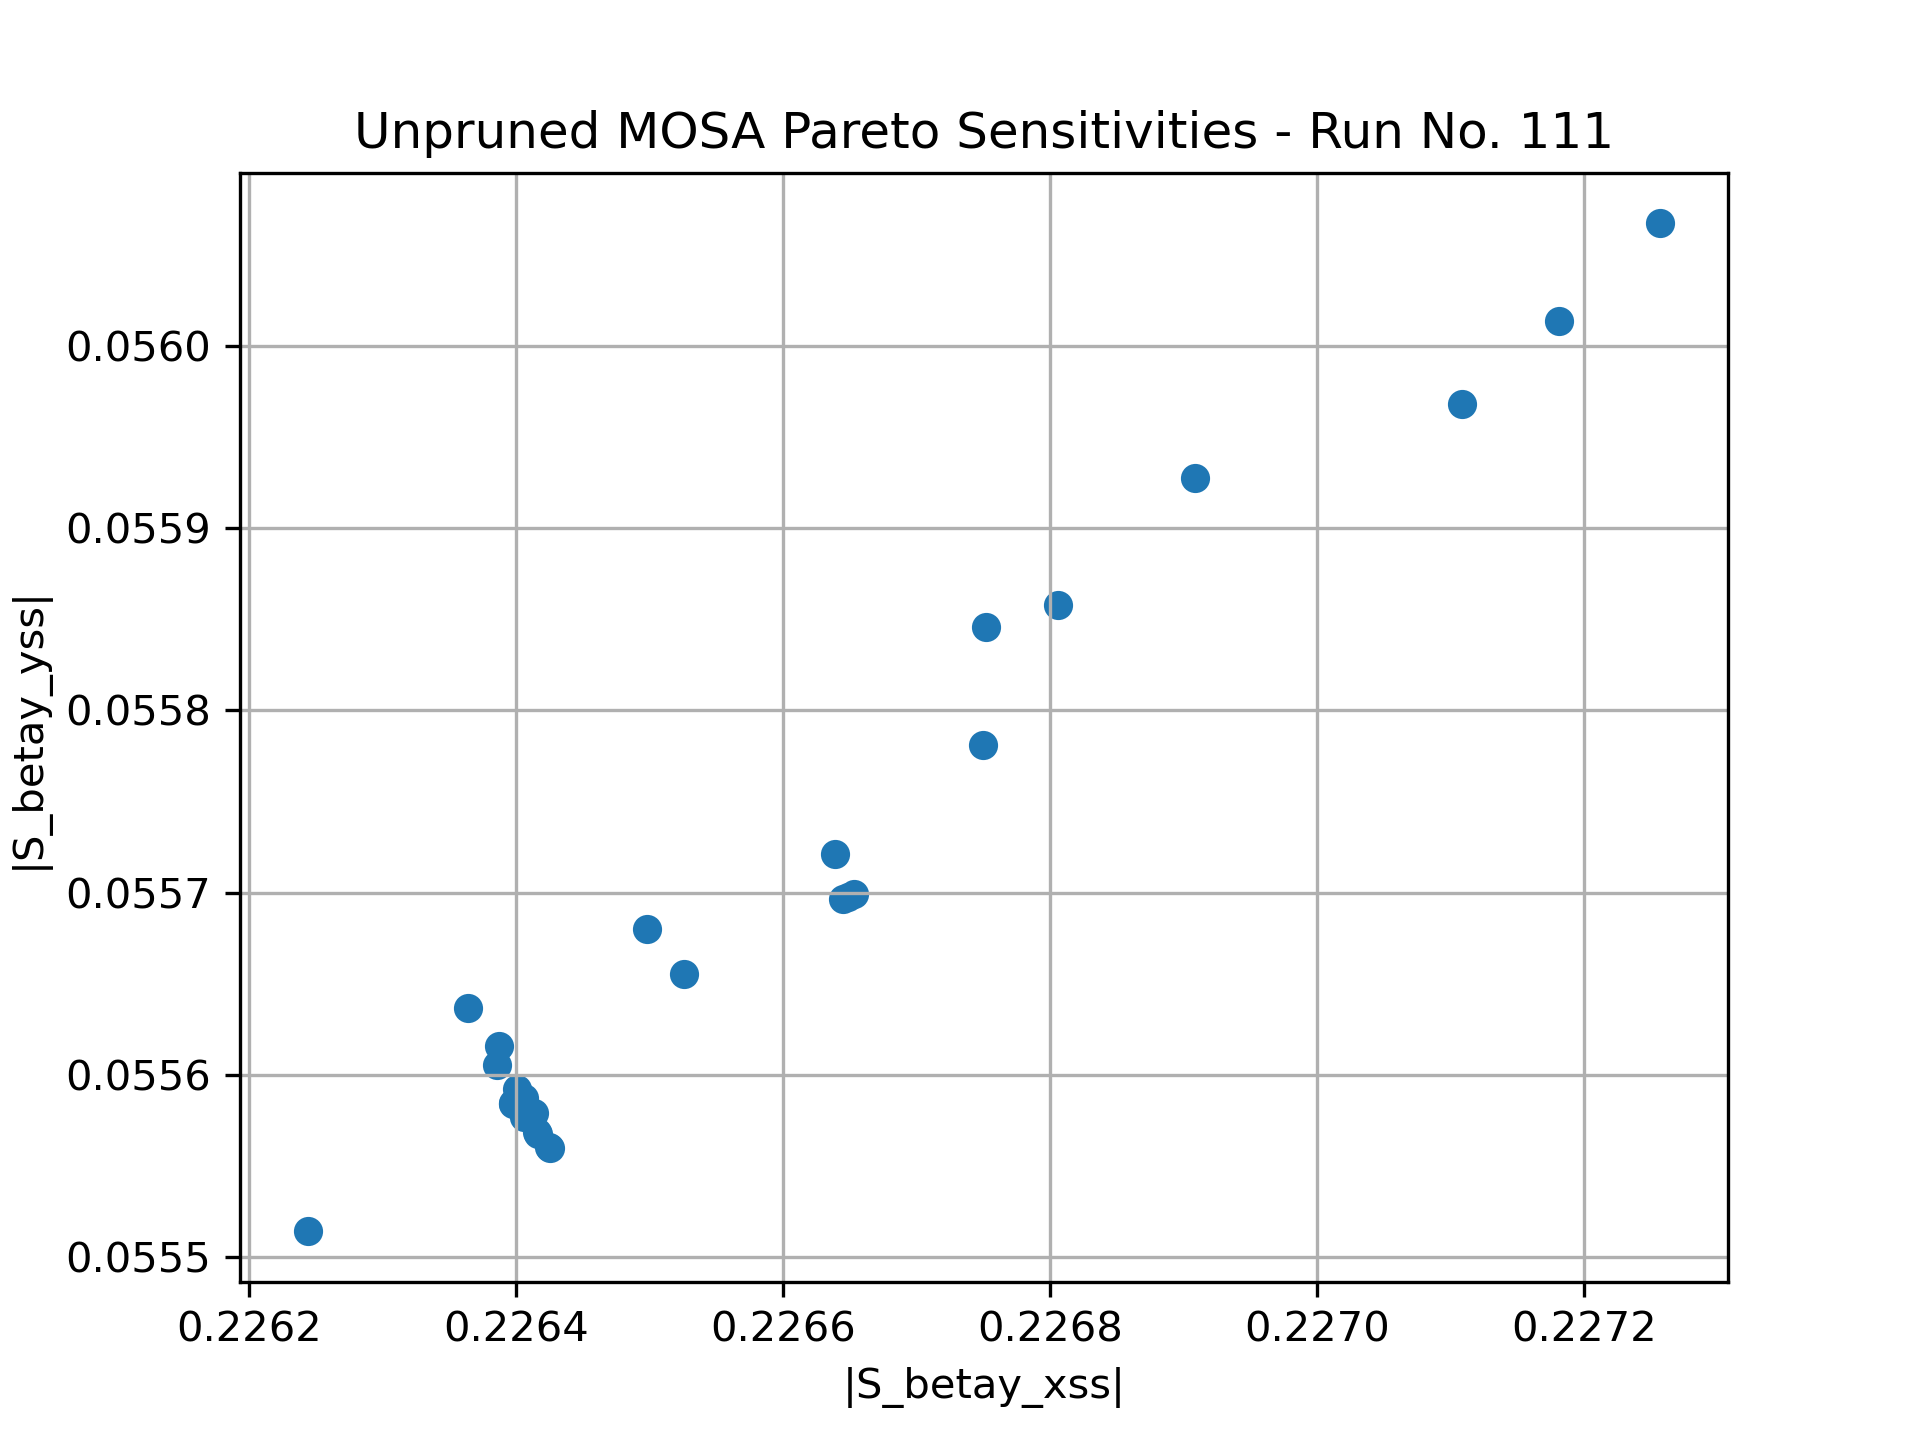 Unpruned MOSA Pareto Sensitivities - Run No. 111
|S_betay_yss|
0.0560
0.0559
0.0558
0.0557
0.0556
0.0555
0.2262 0.2264 0.2266 0.2268 0.2270 0.2272
|S_betay_xss|